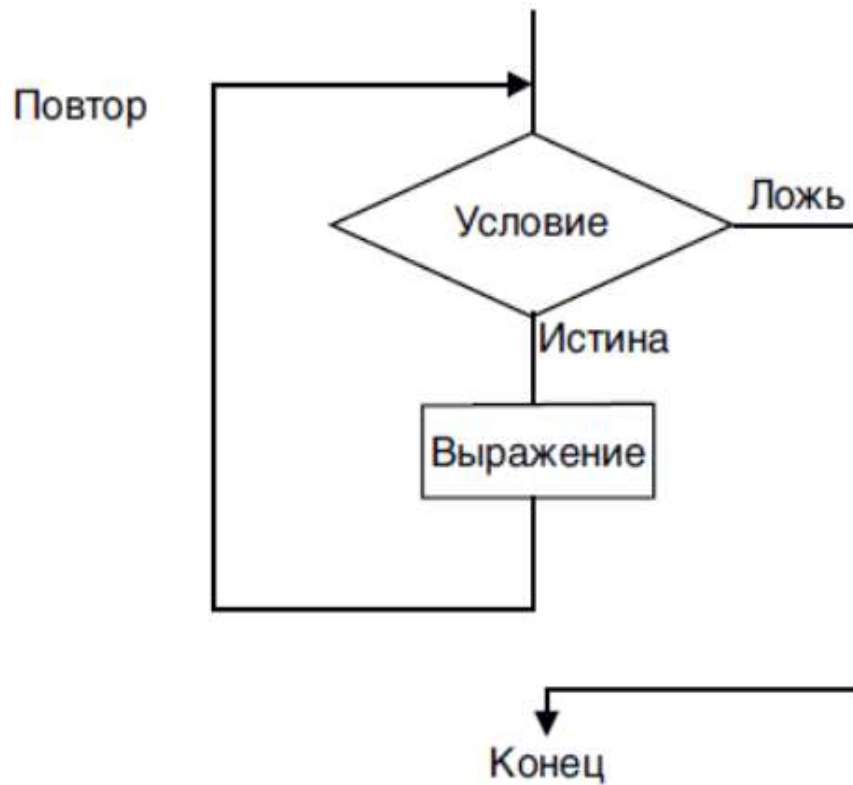 Повтор
Условие
Ложь
Истина
Выражение
Конец